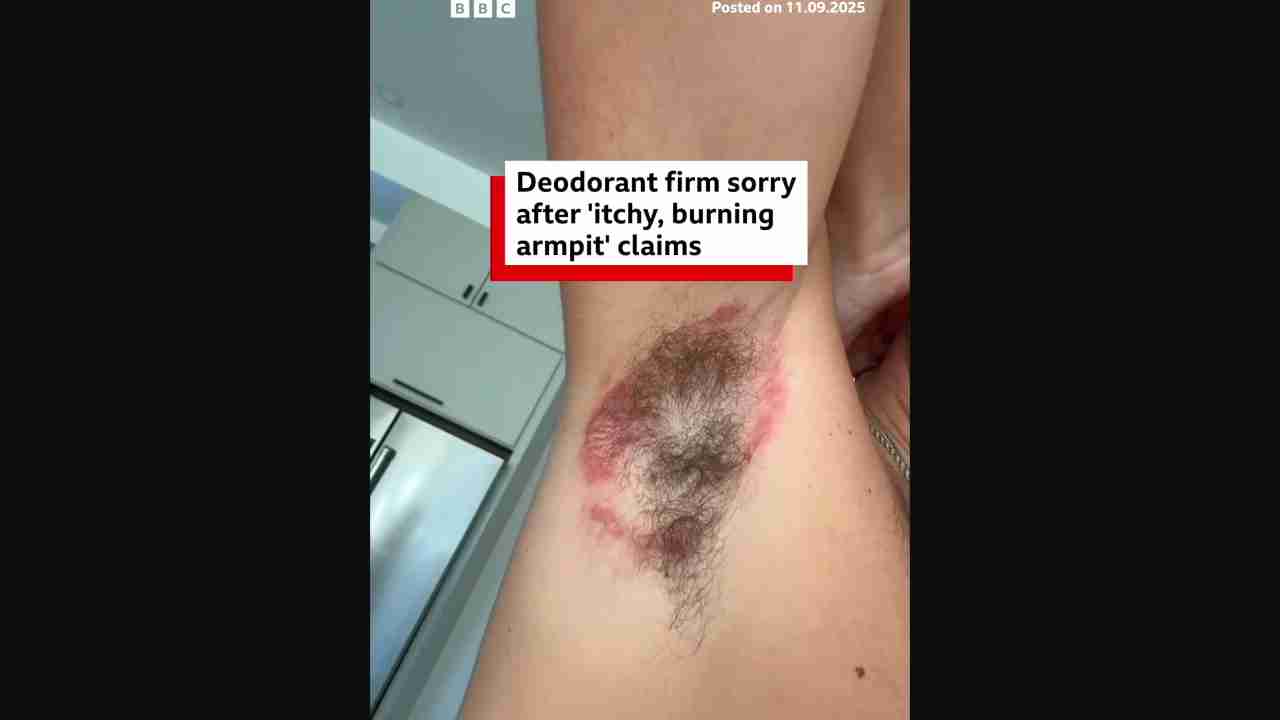 BBC
Posted on 11.09.2025
Deodorant firm sorry
after 'itchy, burning
armpit' claims